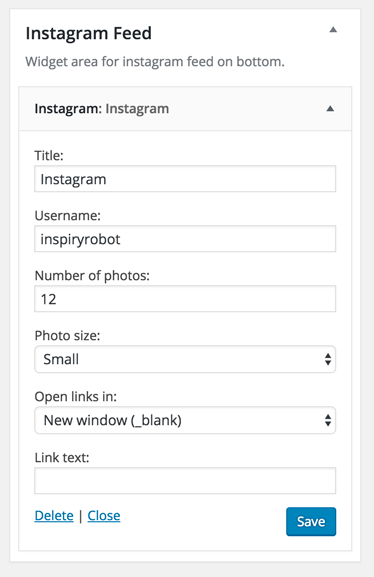 Instagram Feed
Widget area for instagram feed on bottom.
Instagram: Instagram
Title:
Instagram
Username:
inspiryrobot
Number of photos:
12
Photo size:
Small
Open links in:
New window (_blank)
Link text:
Delete | Close
Save